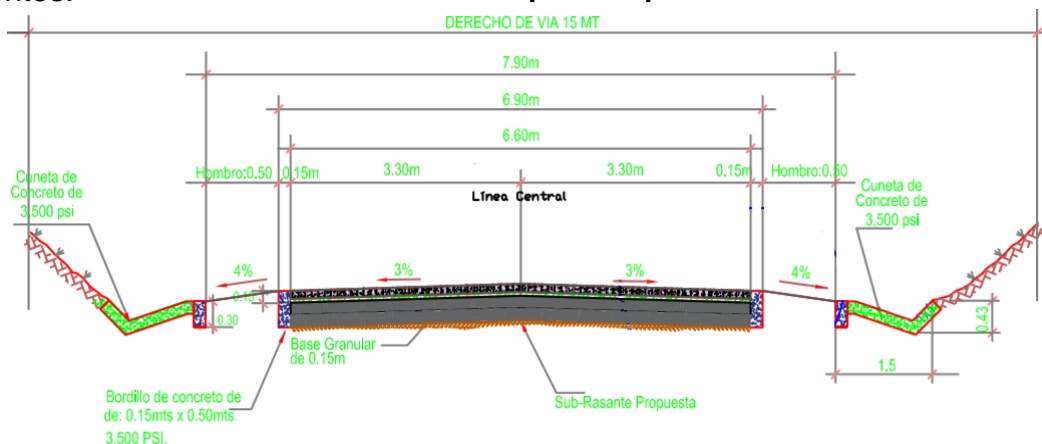 DERECHO DE VIA 15 MT
7.90m
6.90m
6.60m
Hombro:0.50 0.15m 3.30m 3.30m 0.15m Hombro:0.50
Línea Central
Cuneta de
Concreto de
3.500 psi
Cuneta de
Concreto de
3.500 psi
4% 3% 3% 4%
0.15
0.30
0.43
1.5
Base Granular
de 0.15m
Bordillo de concreto de
de: 0.15mts x 0.50mts.
3.500 PSI.
Sub-Rasante Propuesta